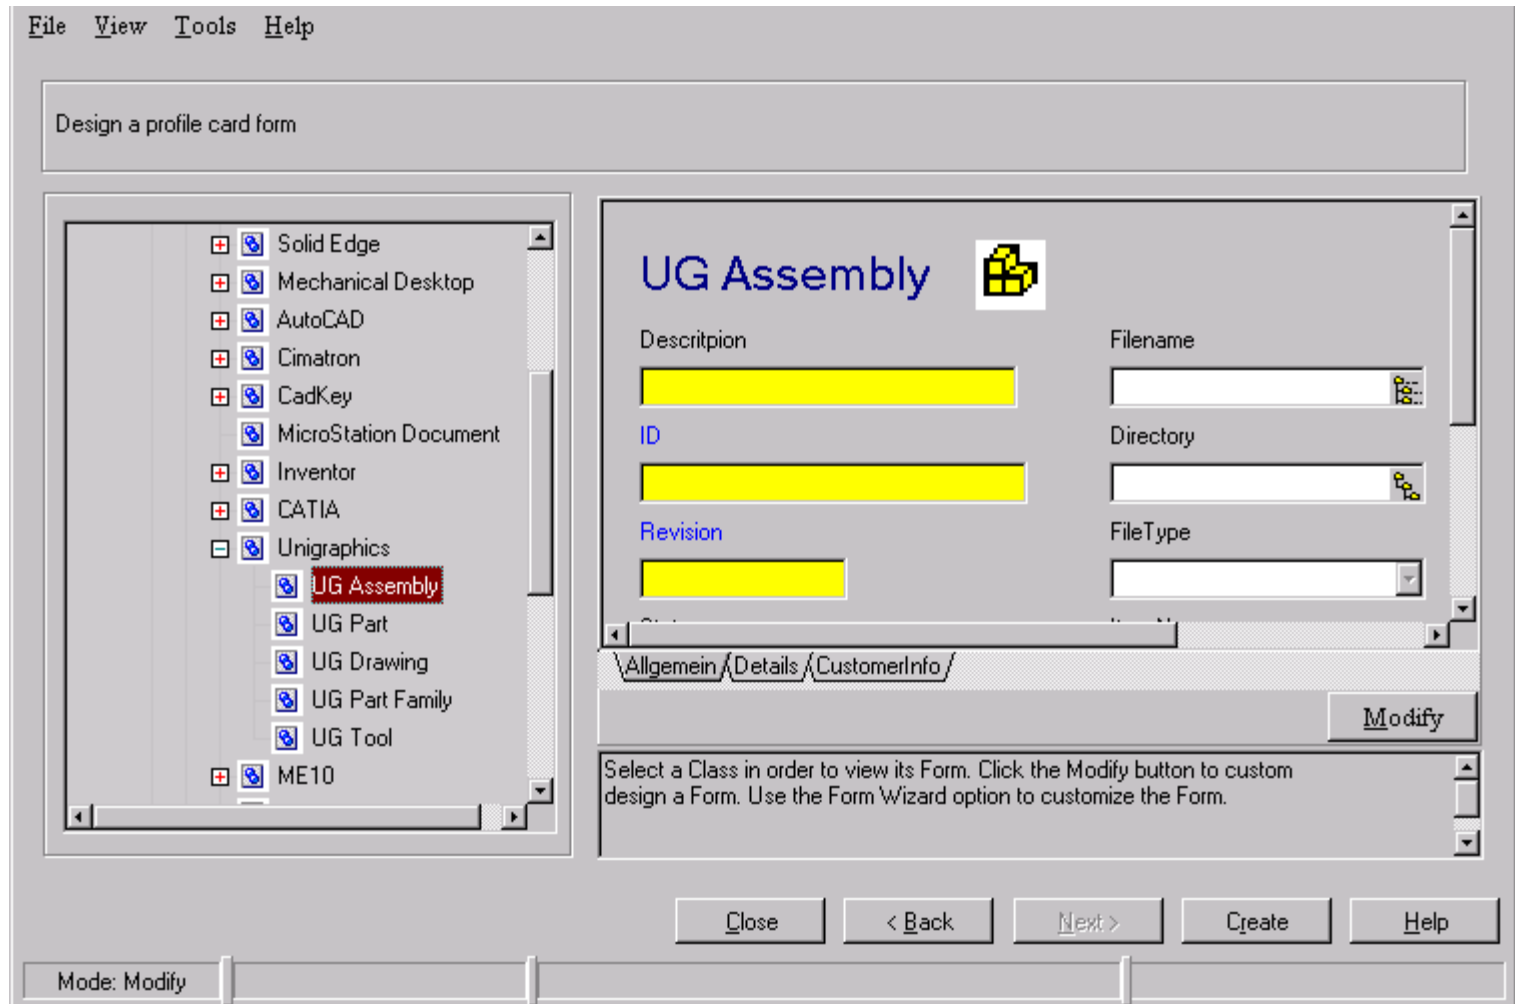 File View Tools Help
Design a profile card form
Solid Edge
Mechanical Desktop
AutoCAD
Cimatron
CadKey
MicroStation Document
Inventor
CATIA
Unigraphics
UG Assembly
UG Part
UG Drawing
UG Part Family
UG Tool
ME10
UG Assembly
Descritpion Filename
ID Directory
Revision FileType
Allgemein Details CustomerInfo
Modify
Select a Class in order to view its Form. Click the Modify button to custom
design a Form. Use the Form Wizard option to customize the Form.
Close < Back Next > Create Help
Mode: Modify